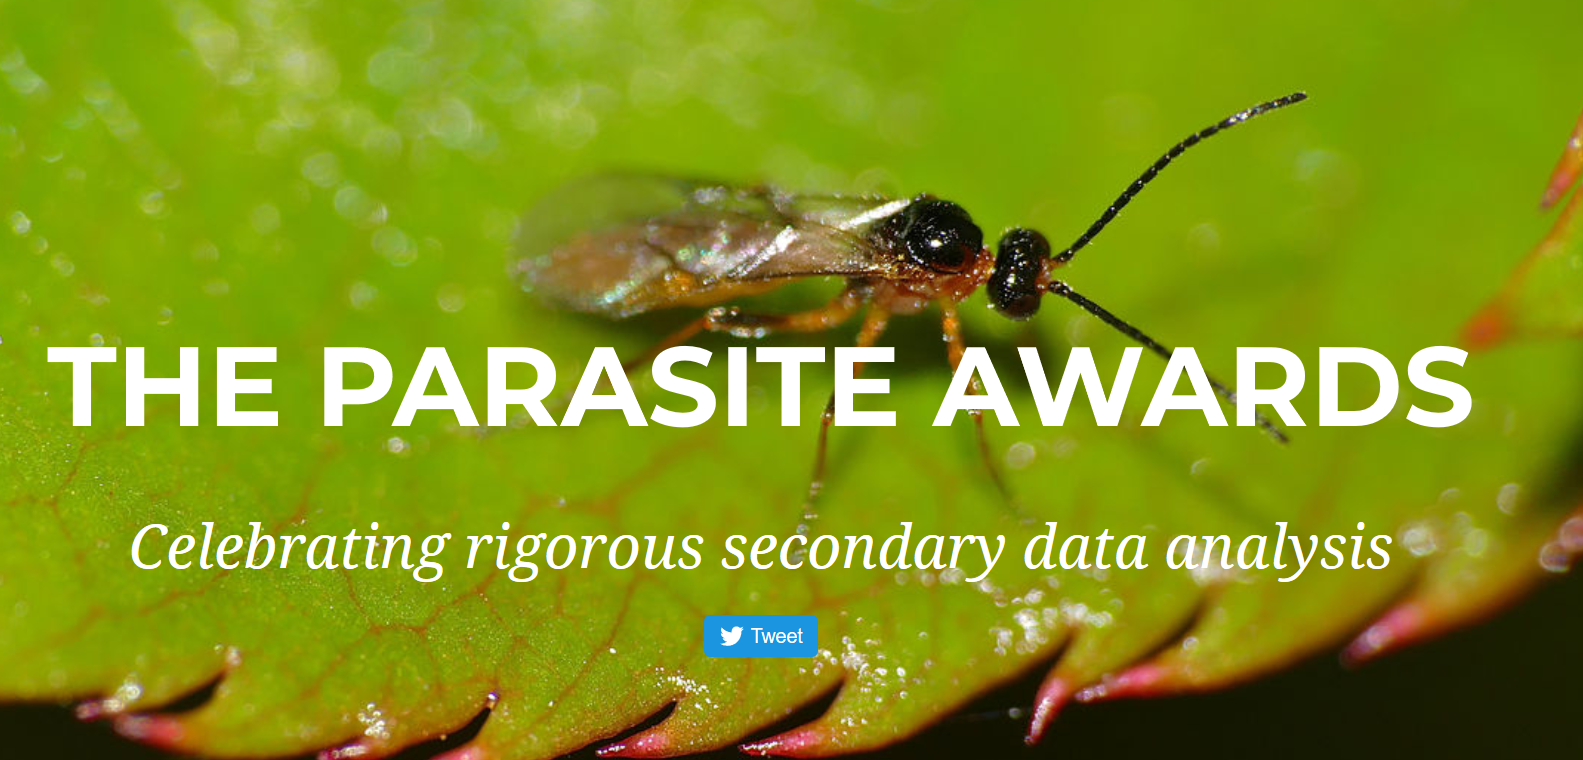 THE PARASITE AWARDS
Celebrating rigorous secondary data analysis
Tweet